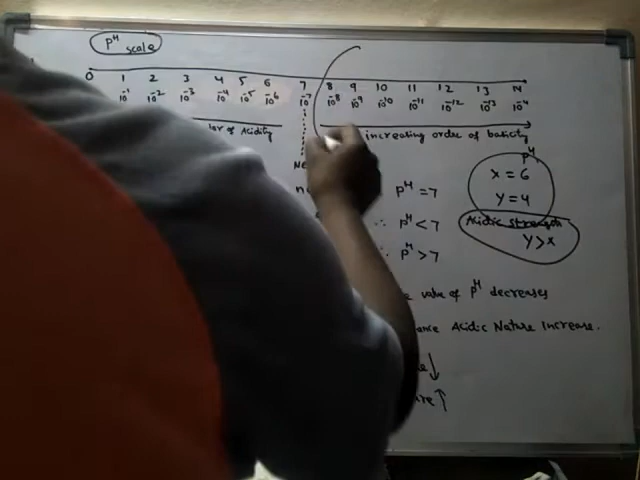 pH scale
0 1 2 3 4 5 6 7 8 9 10 11 12 13 14
10⁻¹ 10⁻² 10⁻³ 10⁻⁴ 10⁻⁵ 10⁻⁶ 10⁻⁷ 10⁻⁸ 10⁻⁹ 10⁻¹⁰ 10⁻¹¹ 10⁻¹² 10⁻¹³ 10⁻¹⁴
of Acidity increasing order of basicity
pH
x = 6
y = 4
Acidic strength
y > x
pH = 7
∴ pH < 7
∴ pH > 7
value of pH decreases
Acidic Nature Increase.
↓
↑